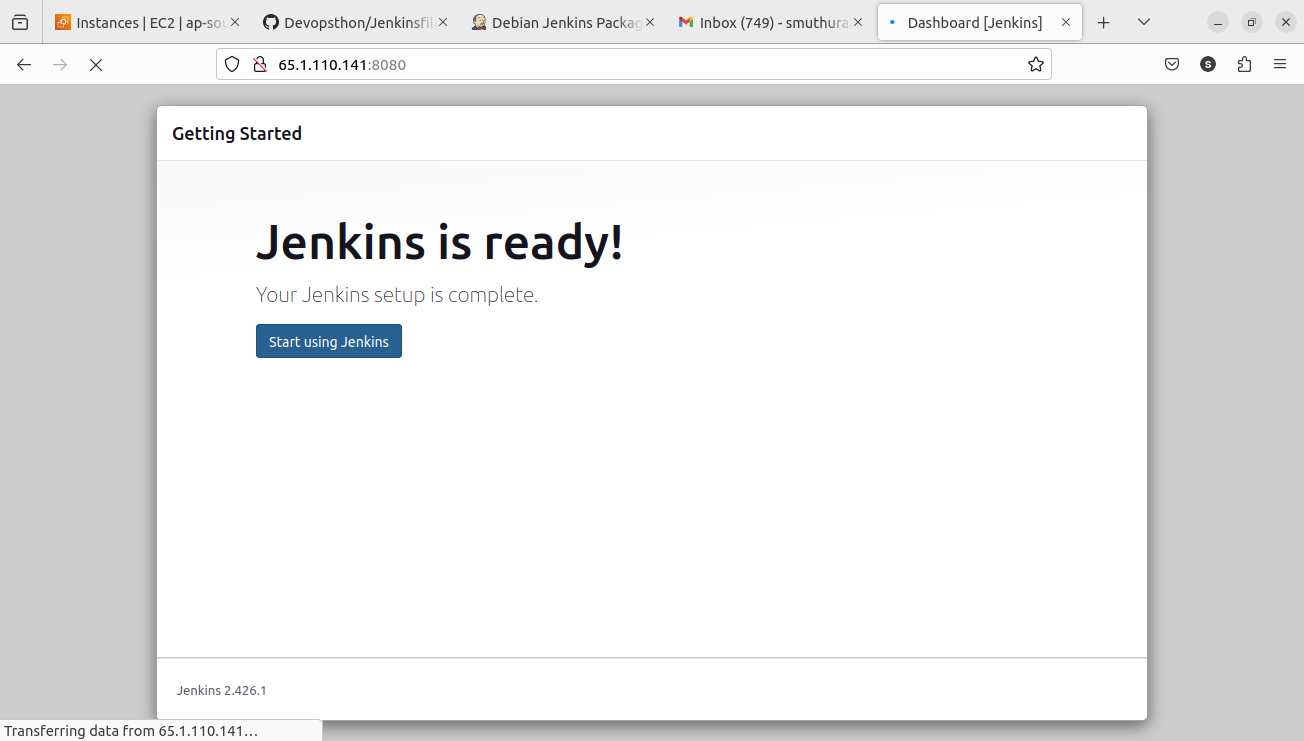 Instances | EC2 | ap-sou
Devopsthon/Jenkinsfil
Debian Jenkins Packag
Inbox (749) - smuthura
Dashboard [Jenkins]
65.1.110.141:8080
S
Getting Started
Jenkins is ready!
Your Jenkins setup is complete.
Start using Jenkins
Jenkins 2.426.1
Transferring data from 65.1.110.141…